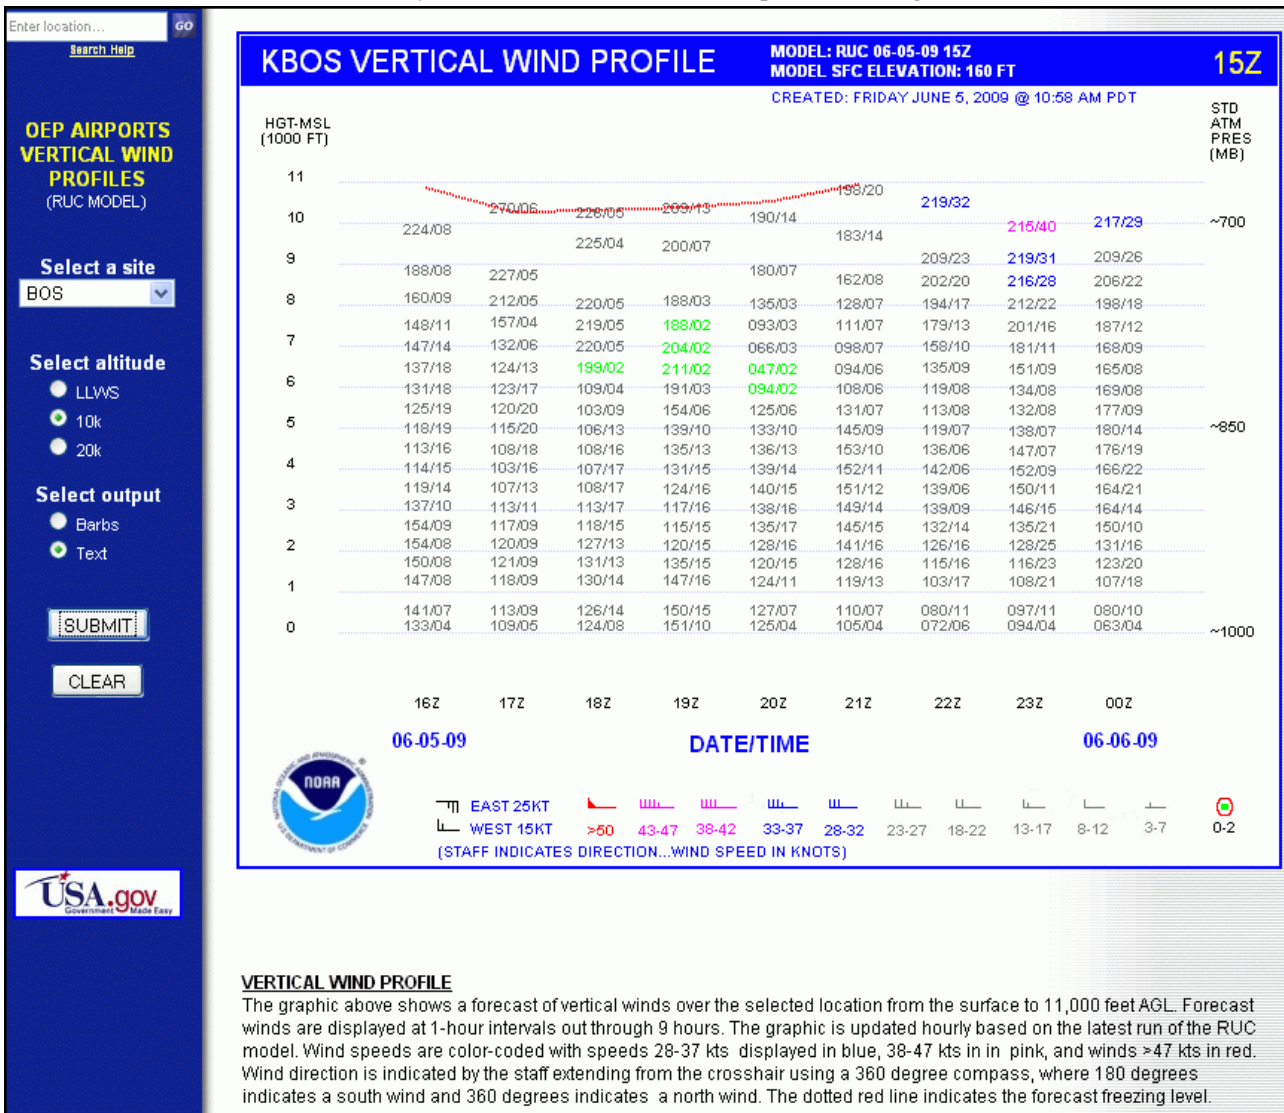 Enter location...
GO
Search Help
OEP AIRPORTS
VERTICAL WIND
PROFILES
(RUC MODEL)
Select a site
BOS
Select altitude
LLWS
10k
20k
Select output
Barbs
Text
SUBMIT
CLEAR
USA.gov
Government Made Easy
KBOS VERTICAL WIND PROFILE
MODEL: RUC 06-05-09 15Z
MODEL SFC ELEVATION: 160 FT
15Z
CREATED: FRIDAY JUNE 5, 2009 @ 10:58 AM PDT
HGT-MSL
(1000 FT)
STD
ATM
PRES
(MB)
11
198/20
270/06 226/05 209/13 219/32
10 190/14 217/29 ~700
224/08 215/40
225/04 200/07 183/14
9 209/23 219/31 209/26
188/08 227/05 180/07 162/08 202/20 216/28 206/22
8 160/09 212/05 220/05 188/03 135/03 128/07 194/17 212/22 198/18
148/11 157/04 219/05 188/02 093/03 111/07 179/13 201/16 187/12
7 147/14 132/06 220/05 204/02 066/03 098/07 158/10 181/11 168/09
137/18 124/13 199/02 211/02 047/02 094/06 135/09 151/09 165/08
6 131/18 123/17 109/04 191/03 094/02 108/06 119/08 134/08 169/08
125/19 120/20 103/09 154/06 125/06 131/07 113/08 132/08 177/09
5 118/19 115/20 106/13 139/10 133/10 145/09 119/07 138/07 180/14 ~850
113/16 108/18 108/16 135/13 136/13 153/10 136/06 147/07 176/19
4 114/15 103/16 107/17 131/15 139/14 152/11 142/06 152/09 166/22
119/14 107/13 108/17 124/16 140/15 151/12 139/06 150/11 164/21
3 137/10 113/11 113/17 117/16 138/16 149/14 139/09 146/15 164/14
154/09 117/09 118/15 115/15 135/17 145/15 132/14 135/21 150/10
2 154/08 120/09 127/13 120/15 128/16 141/16 126/16 128/25 131/16
150/08 121/09 131/13 135/15 120/15 128/16 115/16 116/23 123/20
1 147/08 118/09 130/14 147/16 124/11 119/13 103/17 108/21 107/18
141/07 113/09 126/14 150/15 127/07 110/07 080/11 097/11 080/10
0 133/04 109/05 124/08 151/10 125/04 105/04 072/06 094/04 063/04 ~1000
16Z 17Z 18Z 19Z 20Z 21Z 22Z 23Z 00Z
06-05-09 DATE/TIME 06-06-09
NOAA
EAST 25KT
WEST 15KT >50 43-47 38-42 33-37 28-32 23-27 18-22 13-17 8-12 3-7 0-2
(STAFF INDICATES DIRECTION...WIND SPEED IN KNOTS)
VERTICAL WIND PROFILE
The graphic above shows a forecast of vertical winds over the selected location from the surface to 11,000 feet AGL. Forecast
winds are displayed at 1-hour intervals out through 9 hours. The graphic is updated hourly based on the latest run of the RUC
model. Wind speeds are color-coded with speeds 28-37 kts displayed in blue, 38-47 kts in in pink, and winds >47 kts in red.
Wind direction is indicated by the staff extending from the crosshair using a 360 degree compass, where 180 degrees
indicates a south wind and 360 degrees indicates a north wind. The dotted red line indicates the forecast freezing level.